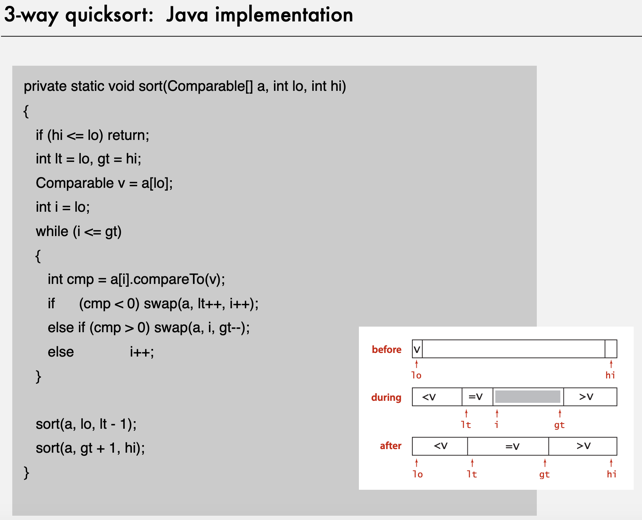 3-way quicksort: Java implementation
private static void sort(Comparable[] a, int lo, int hi)
{
if (hi <= lo) return;
int lt = lo, gt = hi;
Comparable v = a[lo];
int i = lo;
while (i <= gt)
{
int cmp = a[i].compareTo(v);
if (cmp < 0) swap(a, lt++, i++);
else if (cmp > 0) swap(a, i, gt--);
else i++;
}
sort(a, lo, lt - 1);
sort(a, gt + 1, hi);
}
before V
lo hi
during <V =V >V
lt i gt
after <V =V >V
lo lt gt hi